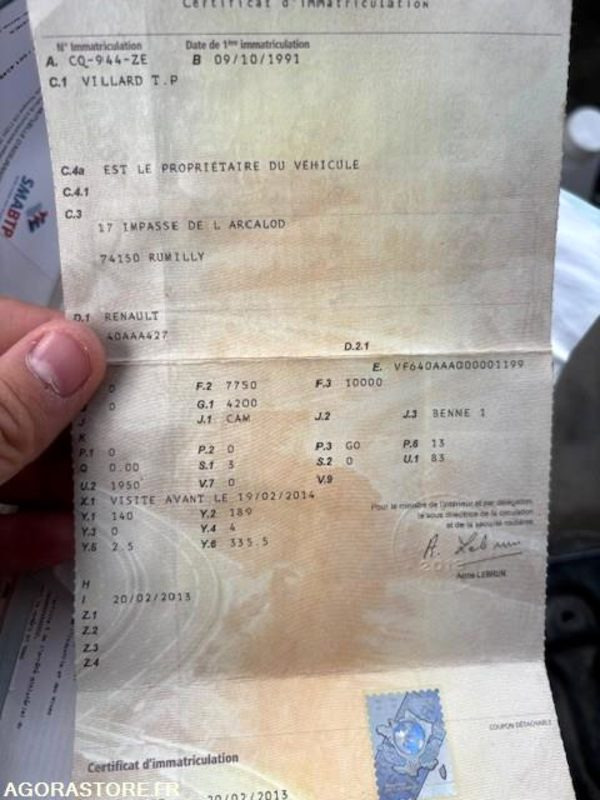 Certificat d'immatriculation
N° Immatriculation Date de 1ère immatriculation
A. CQ-944-ZE B 09/10/1991
C.1 VILLARD T.P
C.4a EST LE PROPRIÉTAIRE DU VÉHICULE
C.4.1
C.3
17 IMPASSE DE L ARCALOD
74150 RUMILLY
SMABTP
D.1 RENAULT
40AAA427
D.2.1
E. VF640AAA000001199
0 F.2 7750 F.3 10000
0 G.1 4200
J J.1 CAM J.2 J.3 BENNE 1
K
P.1 0 P.2 0 P.3 GO P.6 13
Q 0.00 S.1 3 S.2 0 U.1 83
U.2 1950 V.7 0 V.9
X.1 VISITE AVANT LE 19/02/2014
Y.1 140 Y.2 189
Y.3 0 Y.4 4
Y.5 2.5 Y.6 335.5
Pour le ministre de l'intérieur et par délégation,
le sous directrice de la circulation
et de la sécurité routières
A. Lebrun
Anne LEBRUN
H
I 20/02/2013
Z.1
Z.2
Z.3
Z.4
COUPON DÉTACHABLE
Certificat d'immatriculation
20/02/2013
AGORASTORE.FR